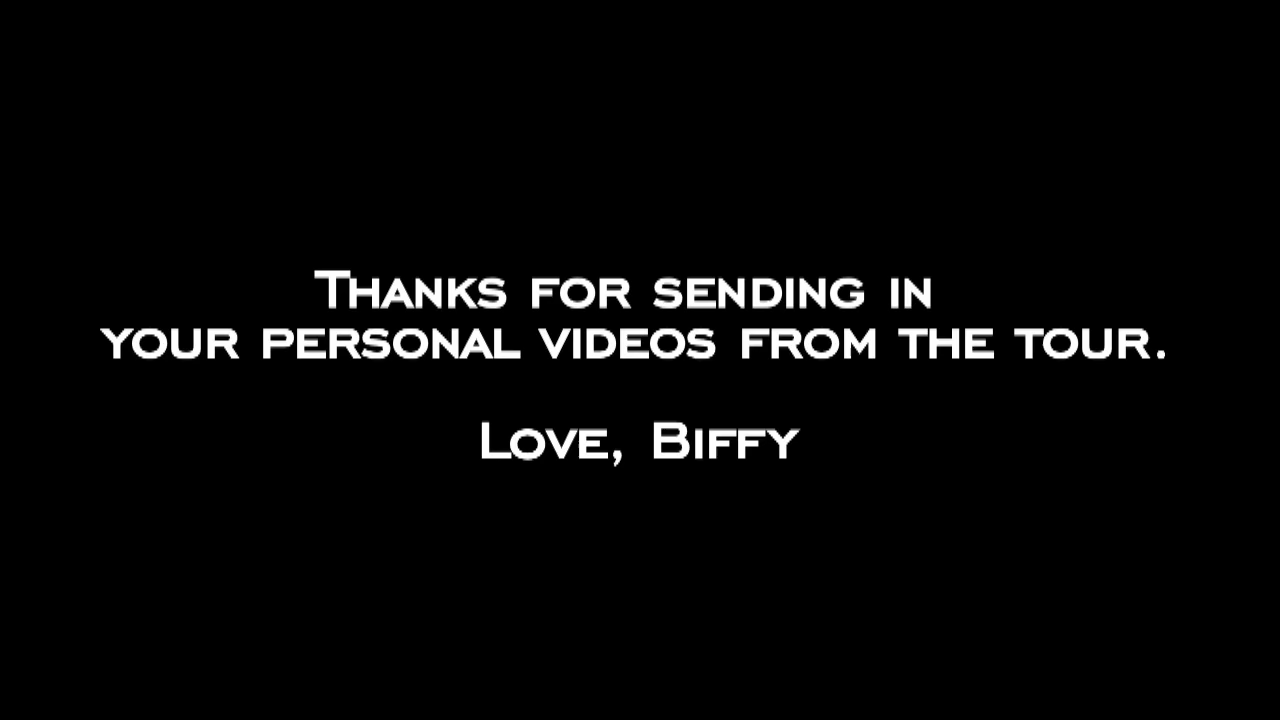 Thanks for sending in
your personal videos from the tour.
Love, Biffy